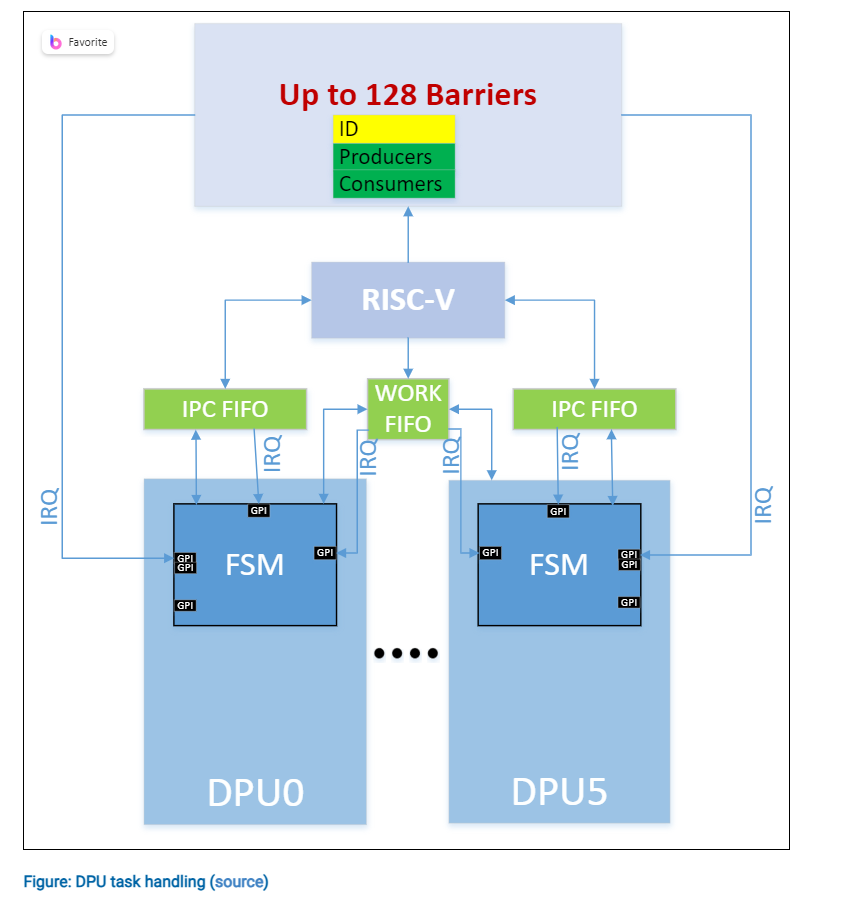 Favorite
Up to 128 Barriers
ID
Producers
Consumers
RISC-V
IPC FIFO
WORK
FIFO
IPC FIFO
IRQ
IRQ
IRQ
IRQ
IRQ
IRQ
GPI
GPI
FSM
GPI
GPI
GPI
GPI
GPI
FSM
GPI
GPI
GPI
DPU0
DPU5
Figure: DPU task handling (source)